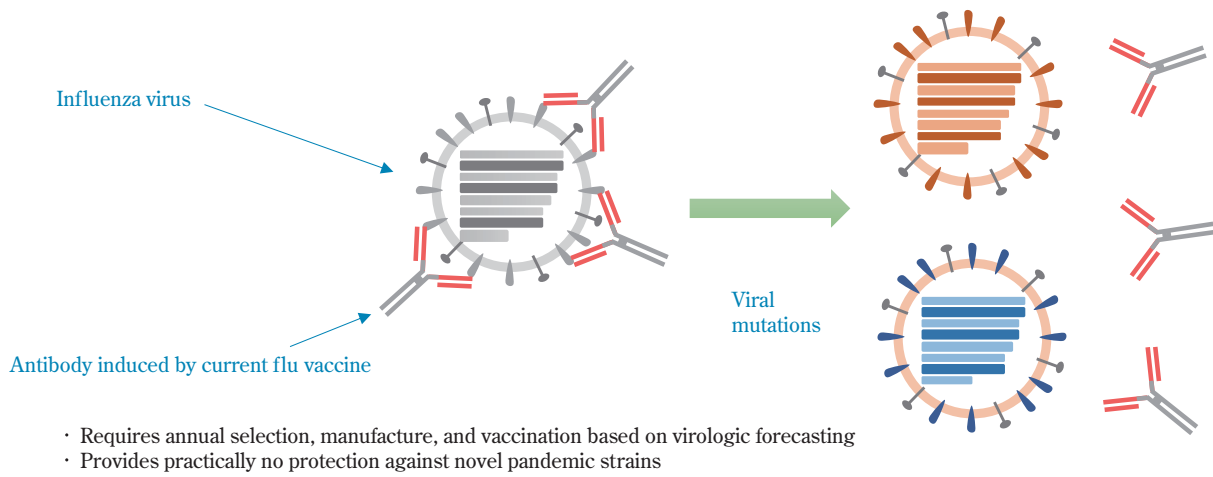 Influenza virus
Viral
mutations
Antibody induced by current flu vaccine
· Requires annual selection, manufacture, and vaccination based on virologic forecasting
· Provides practically no protection against novel pandemic strains